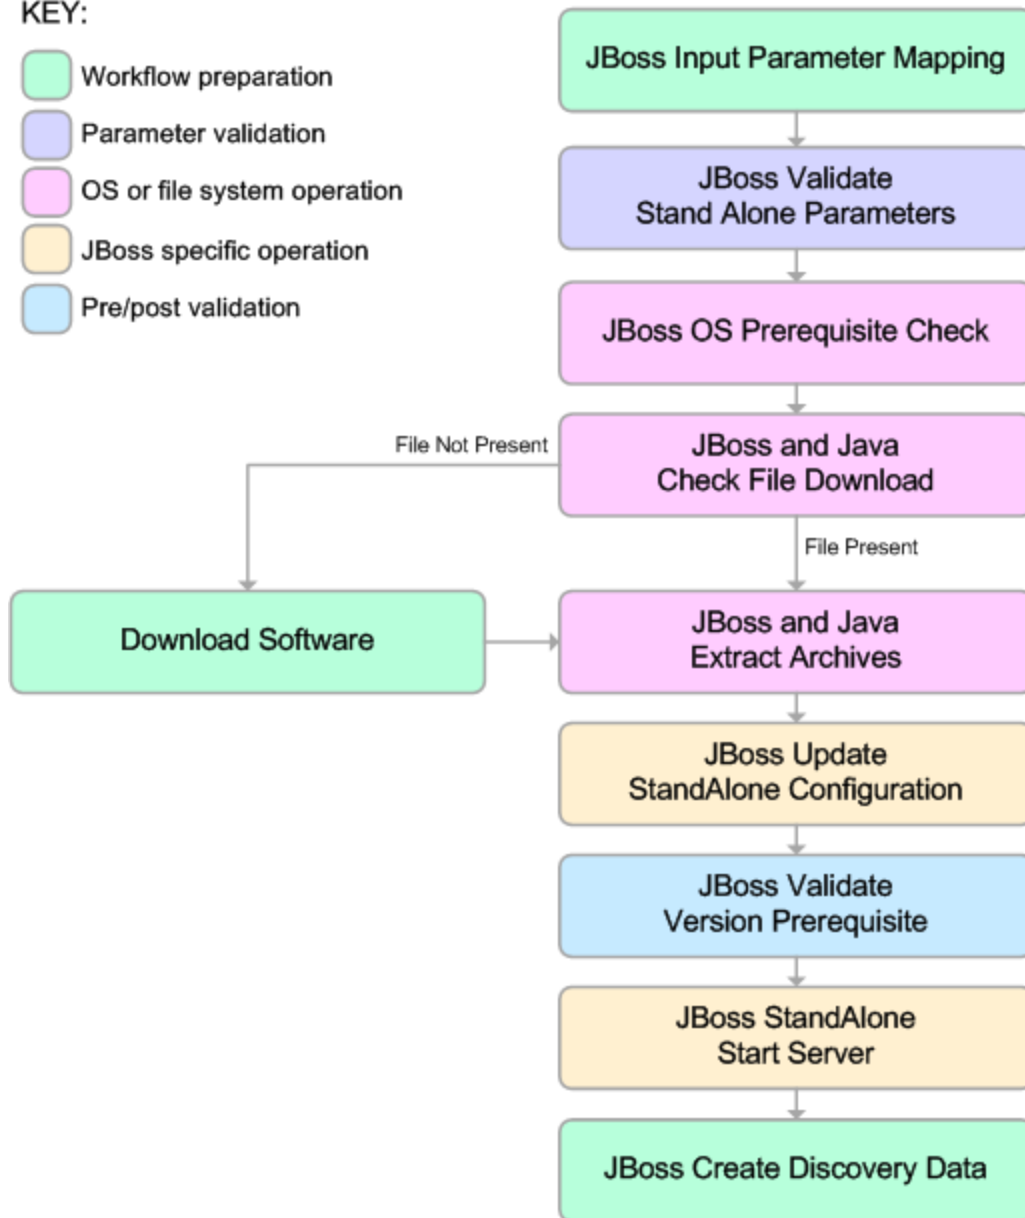 KEY:
Workflow preparation
Parameter validation
OS or file system operation
JBoss specific operation
Pre/post validation
JBoss Input Parameter Mapping
JBoss Validate
Stand Alone Parameters
JBoss OS Prerequisite Check
File Not Present
JBoss and Java
Check File Download
File Present
Download Software
JBoss and Java
Extract Archives
JBoss Update
StandAlone Configuration
JBoss Validate
Version Prerequisite
JBoss StandAlone
Start Server
JBoss Create Discovery Data